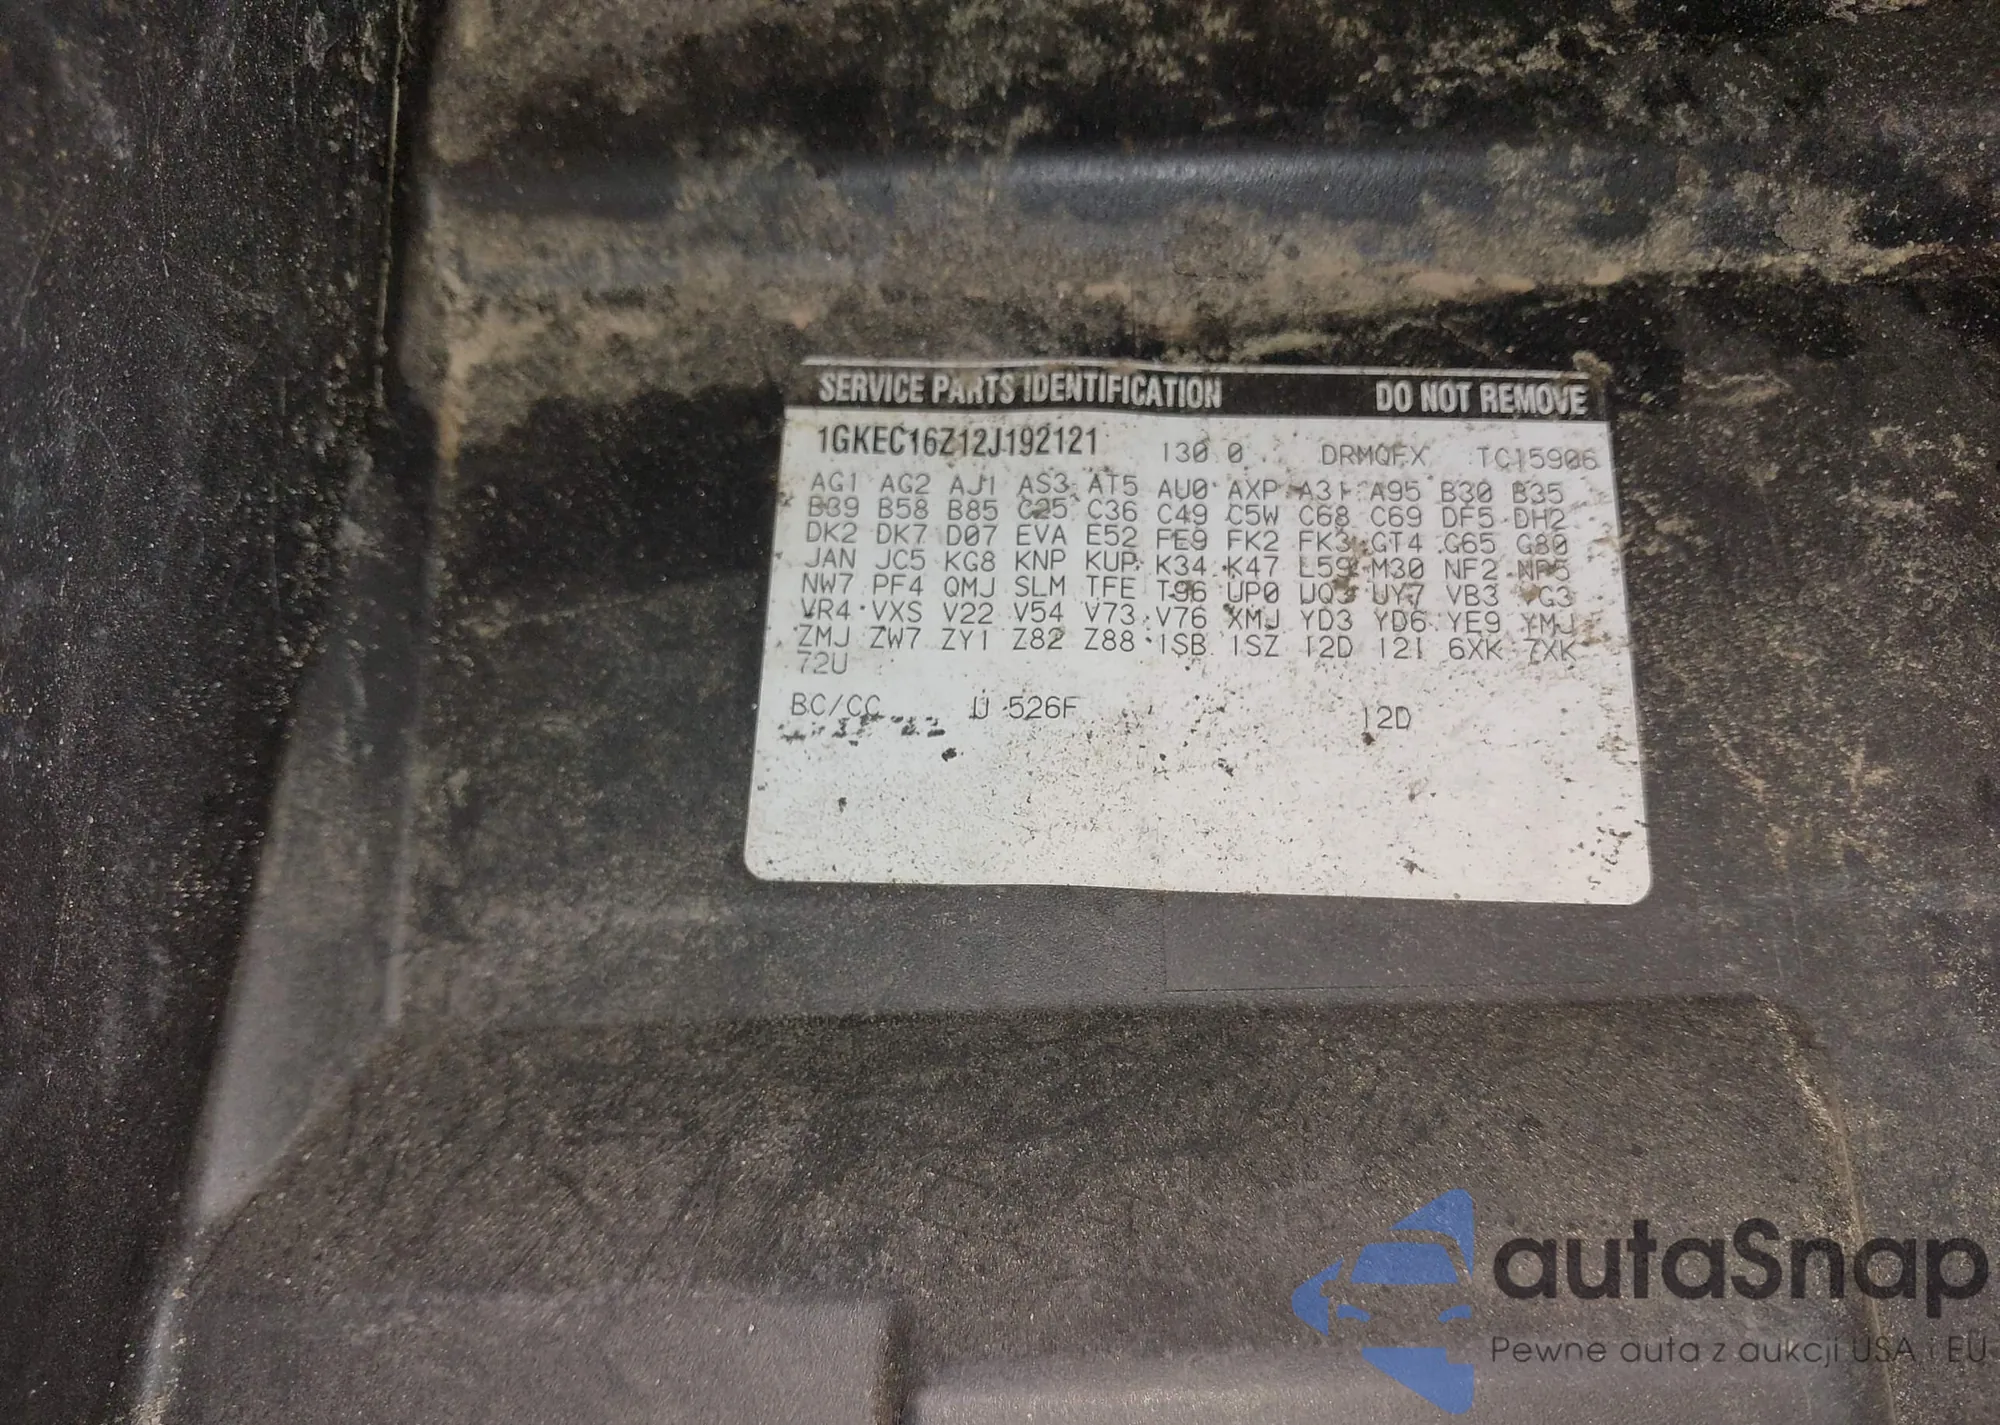 SERVICE PARTS IDENTIFICATION DO NOT REMOVE
1GKEC16Z12J192121 130.0 DRMQFX TC15906
AG1 AG2 AJ1 AS3 AT5 AU0 AXP A31 A95 B30 B35
B39 B58 B85 C25 C36 C49 C5W C68 C69 DF5 DH2
DK2 DK7 D07 EVA E52 FE9 FK2 FK3 GT4 G65 G80
JAN JC5 KG8 KNP KUP K34 K47 L59 M30 NF2 NP5
NW7 PF4 QMJ SLM TFE T96 UP0 UQ3 UY7 VB3 YG3
VR4 VXS V22 V54 V73 V76 XMJ YD3 YD6 YE9 YMJ
ZMJ ZW7 ZY1 Z82 Z88 1SB 1SZ 12D 12I 6XK 7XK
72U
BC/CC U 526F 12D
autaSnap
Pewne auta z aukcji USA i EU